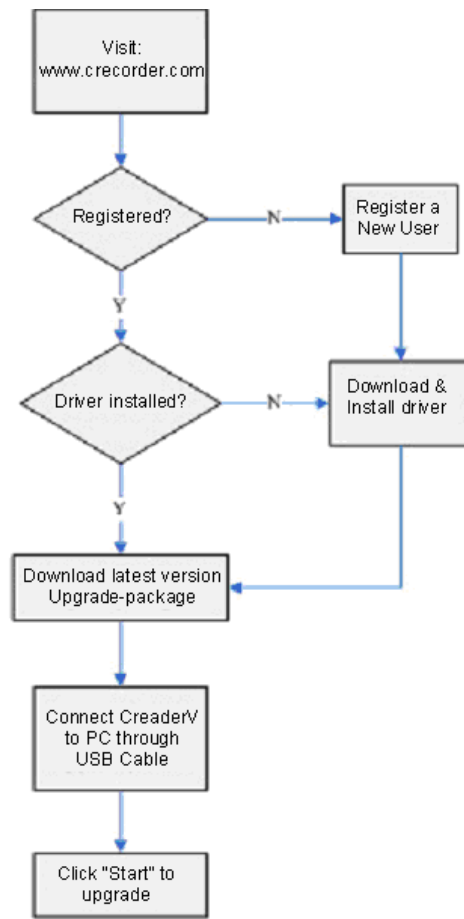 Visit:
www.crecorder.com
Registered?
N
Register a
New User
Y
Driver installed?
N
Download &
Install driver
Y
Download latest version
Upgrade-package
Connect CreaderV
to PC through
USB Cable
Click "Start" to
upgrade